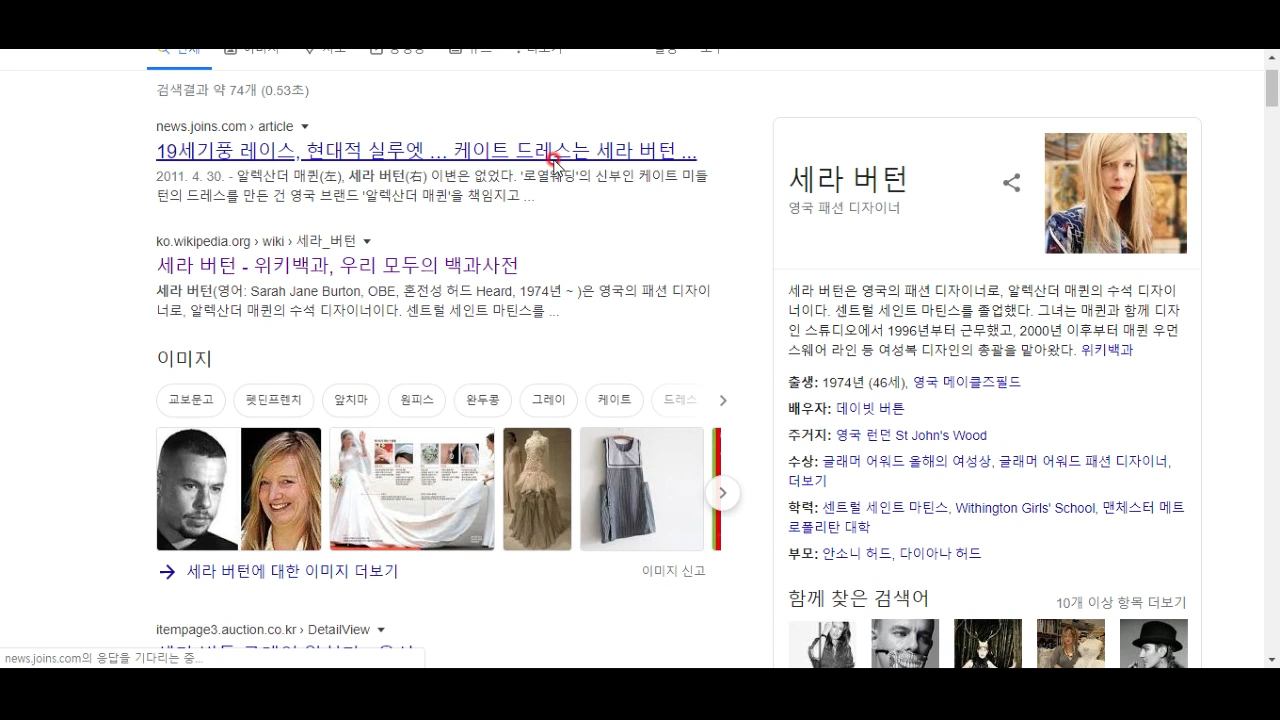 검색결과 약 74개 (0.53초)
news.joins.com › article
19세기풍 레이스, 현대적 실루엣 ... 케이트 드레스는 세라 버턴 ...
2011. 4. 30. - 알렉산더 매퀸(左), 세라 버턴(右) 이변은 없었다. '로열웨딩'의 신부인 케이트 미들
턴의 드레스를 만든 건 영국 브랜드 '알렉산더 매퀸'을 책임지고 ...
ko.wikipedia.org › wiki › 세라_버턴
세라 버턴 - 위키백과, 우리 모두의 백과사전
세라 버턴(영어: Sarah Jane Burton, OBE, 혼전성 허드 Heard, 1974년 ~ )은 영국의 패션 디자이
너로, 알렉산더 매퀸의 수석 디자이너이다. 센트럴 세인트 마틴스를 ...
이미지
교보문고
펫딘프렌치
앞치마
원피스
완두콩
그레이
케이트
드레스
세라 버턴에 대한 이미지 더보기
이미지 신고
itempage3.auction.co.kr › DetailView
news.joins.com의 응답을 기다리는 중...
세라 버턴
영국 패션 디자이너
세라 버턴은 영국의 패션 디자이너로, 알렉산더 매퀸의 수석 디자이
너이다. 센트럴 세인트 마틴스를 졸업했다. 그녀는 매퀸과 함께 디자
인 스튜디오에서 1996년부터 근무했고, 2000년 이후부터 매퀸 우먼
스웨어 라인 등 여성복 디자인의 총괄을 맡아왔다. 위키백과
출생: 1974년 (46세), 영국 메이클즈필드
배우자: 데이빗 버튼
주거지: 영국 런던 St John's Wood
수상: 글래머 어워드 올해의 여성상, 글래머 어워드 패션 디자이너,
더보기
학력: 센트럴 세인트 마틴스, Withington Girls' School, 맨체스터 메트
로폴리탄 대학
부모: 안소니 허드, 다이아나 허드
함께 찾은 검색어
10개 이상 항목 더보기